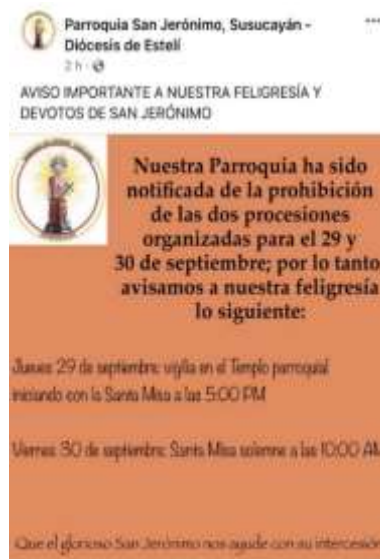 Parroquia San Jerónimo, Susucayán -
Diócesis de Estelí
2 h ·
AVISO IMPORTANTE A NUESTRA FELIGRESÍA Y
DEVOTOS DE SAN JERÓNIMO
Nuestra Parroquia ha sido
notificada de la prohibición
de las dos procesiones
organizadas para el 29 y
30 de septiembre; por lo tanto
avisamos a nuestra feligresía
lo siguiente:
Jueves 29 de septiembre: vigilia en el Templo parroquial
iniciando con la Santa Misa a las 5:00 PM
Viernes 30 de septiembre: Santa Misa solemne a las 10:00 AM
Que el glorioso San Jerónimo nos ayude con su intercesión